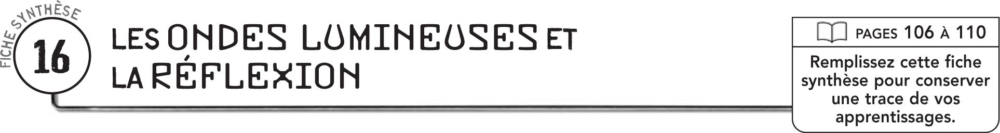 FICHE SYNTHÈSE
16
LES ONDES LUMINEUSES ET
LA RÉFLEXION
PAGES 106 À 110
Remplissez cette fiche
synthèse pour conserver
une trace de vos
apprentissages.